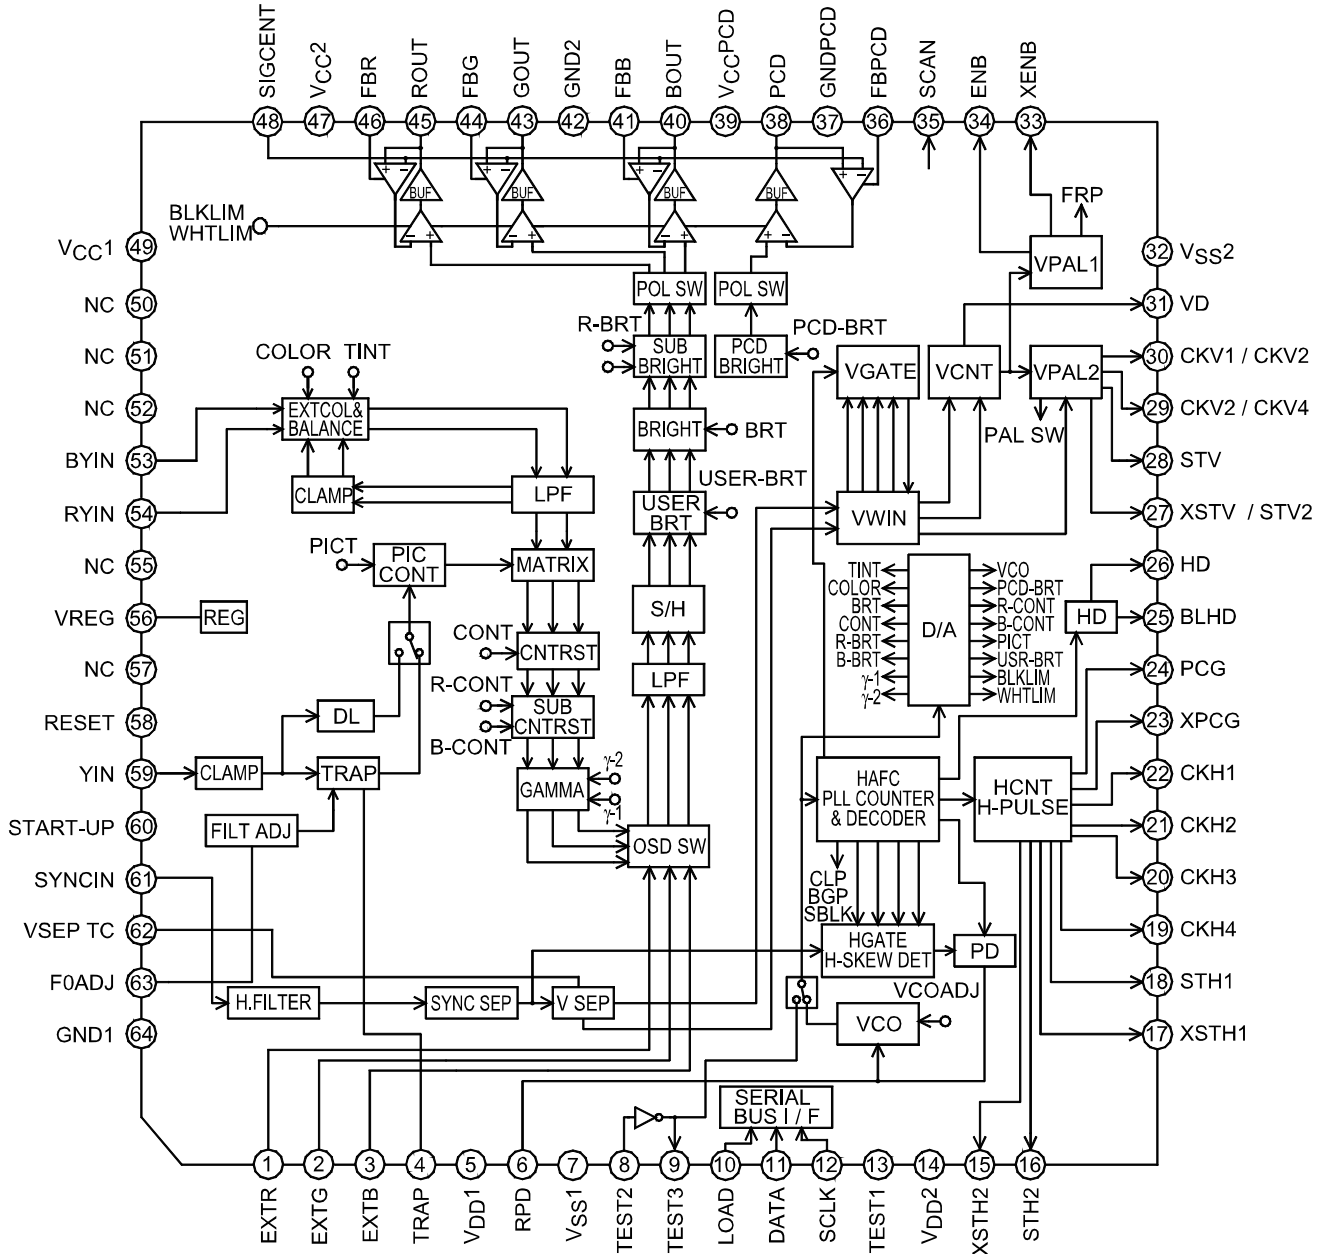 SIGCENT
VCC2
FBR
ROUT
FBG
GOUT
GND2
FBB
BOUT
VCCPCD
PCD
GNDPCD
FBPCD
SCAN
ENB
XENB
48 47 46 45 44 43 42 41 40 39 38 37 36 35 34 33
+ - + - + - + -
BUF BUF BUF BUF
BLKLIM
WHTLIM
- + - + - + + -
FRP
VCC1 49
32 VSS2
VPAL1
POL SW POL SW
NC 50
31 VD
R-BRT
PCD-BRT
SUB
BRIGHT
PCD
BRIGHT
COLOR TINT
NC 51
VGATE
VCNT
VPAL2
30 CKV1 / CKV2
NC 52
EXTCOL&
BALANCE
BRIGHT
BRT
PAL SW
29 CKV2 / CKV4
BYIN 53
28 STV
USER-BRT
CLAMP
LPF
USER
BRT
VWIN
RYIN 54
27 XSTV / STV2
PICT
PIC
CONT
MATRIX
NC 55
26 HD
TINT
COLOR
BRT
CONT
R-BRT
B-BRT
γ-1
γ-2
D/A
VCO
PCD-BRT
R-CONT
B-CONT
PICT
USR-BRT
BLKLIM
WHTLIM
S/H
VREG 56
REG
HD
25 BLHD
CONT
CNTRST
NC 57
LPF
24 PCG
R-CONT
SUB
CNTRST
B-CONT
RESET 58
DL
23 XPCG
YIN 59
CLAMP
TRAP
GAMMA
γ-2
γ-1
HAFC
PLL COUNTER
& DECODER
HCNT
H-PULSE
22 CKH1
START-UP 60
FILT ADJ
OSD SW
21 CKH2
CLP
BGP
SBLK
SYNCIN 61
20 CKH3
VSEP TC 62
HGATE
H-SKEW DET
PD
19 CKH4
F0ADJ 63
18 STH1
H.FILTER
SYNC SEP
V SEP
VCOADJ
VCO
GND1 64
17 XSTH1
SERIAL
BUS I / F
1 2 3 4 5 6 7 8 9 10 11 12 13 14 15 16
EXTR
EXTG
EXTB
TRAP
VDD1
RPD
VSS1
TEST2
TEST3
LOAD
DATA
SCLK
TEST1
VDD2
XSTH2
STH2